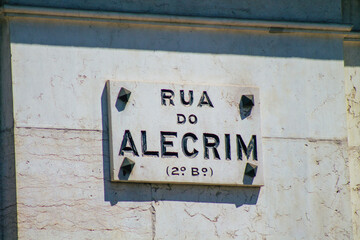 RUA
DO
ALECRIM
(2º Bº)